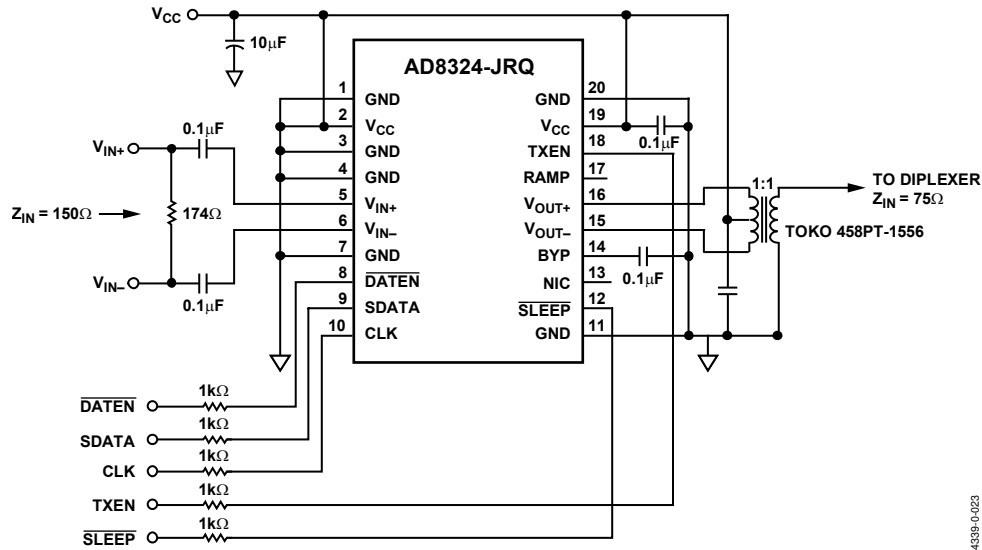 VCC
10μF
AD8324-JRQ
1 GND
2 VCC
3 GND
4 GND
5 VIN+
6 VIN–
7 GND
8 DATEN
9 SDATA
10 CLK
GND 20
VCC 19
TXEN 18
RAMP 17
VOUT+ 16
VOUT– 15
BYP 14
NIC 13
SLEEP 12
GND 11
0.1μF
VIN+
ZIN = 150Ω
174Ω
VIN–
0.1μF
0.1μF
0.1μF
1:1
TO DIPLEXER
ZIN = 75Ω
TOKO 458PT-1556
1kΩ
DATEN
1kΩ
SDATA
1kΩ
CLK
1kΩ
TXEN
1kΩ
SLEEP
4339-0-023